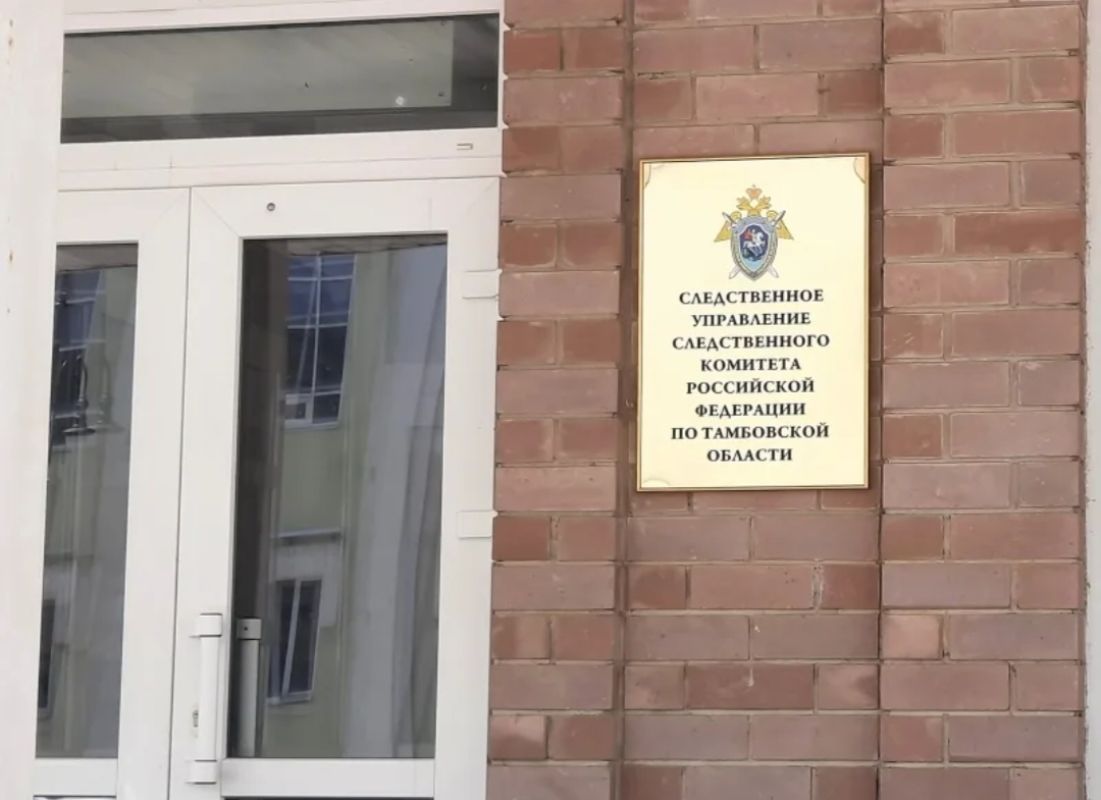 СЛЕДСТВЕННОЕ
УПРАВЛЕНИЕ
СЛЕДСТВЕННОГО
КОМИТЕТА
РОССИЙСКОЙ
ФЕДЕРАЦИИ
ПО ТАМБОВСКОЙ
ОБЛАСТИ